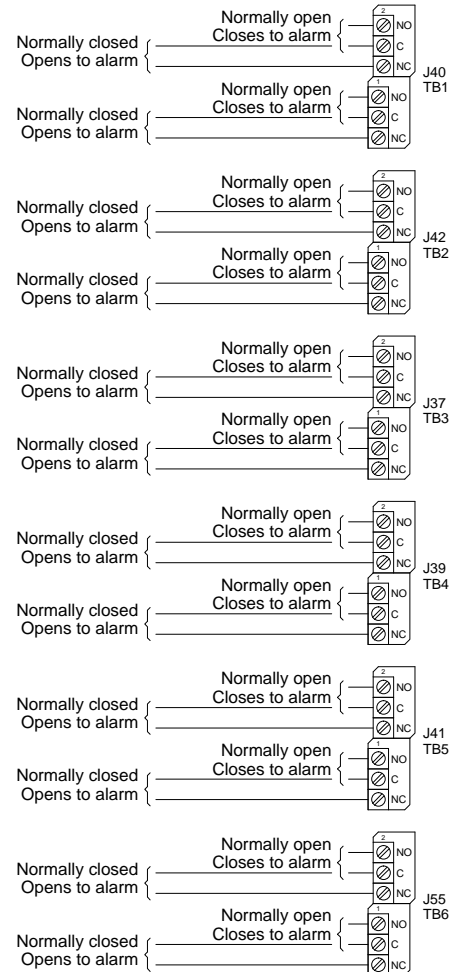 2
Normally open
Closes to alarm
NO
Normally closed
Opens to alarm
C
NC
J40
TB1
1
Normally open
Closes to alarm
NO
Normally closed
Opens to alarm
C
NC
2
Normally open
Closes to alarm
NO
Normally closed
Opens to alarm
C
NC
J42
TB2
1
Normally open
Closes to alarm
NO
Normally closed
Opens to alarm
C
NC
2
Normally open
Closes to alarm
NO
Normally closed
Opens to alarm
C
NC
J37
TB3
1
Normally open
Closes to alarm
NO
Normally closed
Opens to alarm
C
NC
2
Normally open
Closes to alarm
NO
Normally closed
Opens to alarm
C
NC
J39
TB4
1
Normally open
Closes to alarm
NO
Normally closed
Opens to alarm
C
NC
2
Normally open
Closes to alarm
NO
Normally closed
Opens to alarm
C
NC
J41
TB5
1
Normally open
Closes to alarm
NO
Normally closed
Opens to alarm
C
NC
2
Normally open
Closes to alarm
NO
Normally closed
Opens to alarm
C
NC
J55
TB6
1
Normally open
Closes to alarm
NO
Normally closed
Opens to alarm
C
NC